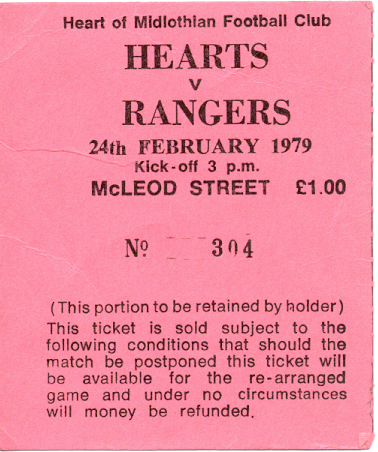 Heart of Midlothian Football Club
HEARTS
v
RANGERS
24th FEBRUARY 1979
Kick-off 3 p.m.
McLEOD STREET £1.00
Nº 304
(This portion to be retained by holder)
This ticket is sold subject to the
following conditions that should the
match be postponed this ticket will
be available for the re-arranged
game and under no circumstances
will money be refunded.